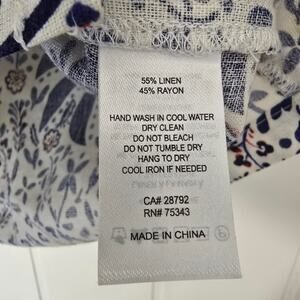 55% LINEN
45% RAYON
HAND WASH IN COOL WATER
DRY CLEAN
DO NOT BLEACH
DO NOT TUMBLE DRY
HANG TO DRY
COOL IRON IF NEEDED
CA# 28792
RN# 75343
MADE IN CHINA